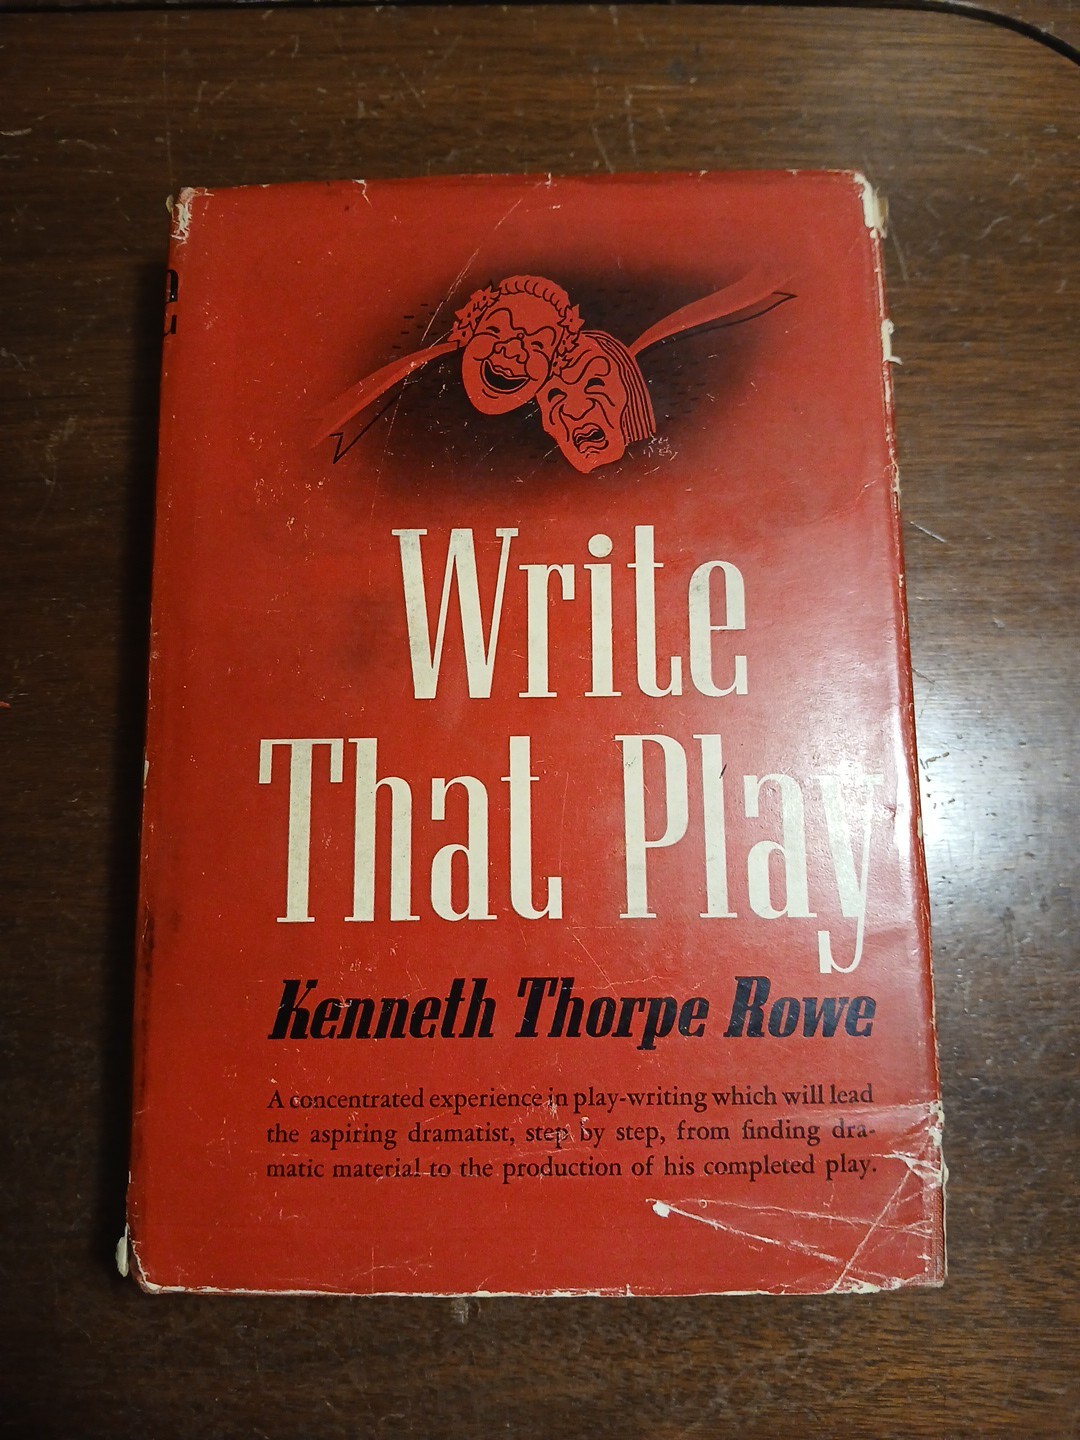 Write
That Play
Kenneth Thorpe Rowe
A concentrated experience in play-writing which will lead
the aspiring dramatist, step by step, from finding dra-
matic material to the production of his completed play.